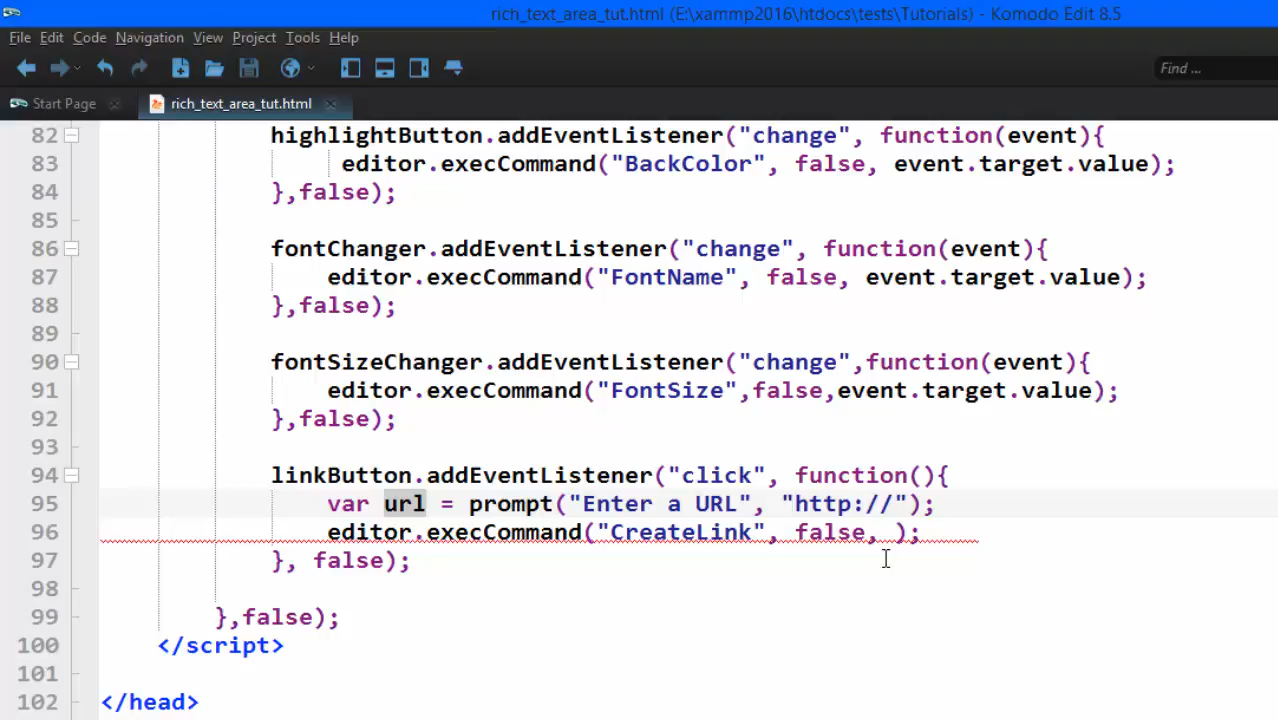 rich_text_area_tut.html (E:\xammp2016\htdocs\tests\Tutorials) - Komodo Edit 8.5
File Edit Code Navigation View Project Tools Help
Find ...
Start Page rich_text_area_tut.html
82 highlightButton.addEventListener("change", function(event){
83 editor.execCommand("BackColor", false, event.target.value);
84 },false);
85
86 fontChanger.addEventListener("change", function(event){
87 editor.execCommand("FontName", false, event.target.value);
88 },false);
89
90 fontSizeChanger.addEventListener("change",function(event){
91 editor.execCommand("FontSize",false,event.target.value);
92 },false);
93
94 linkButton.addEventListener("click", function(){
95 var url = prompt("Enter a URL", "http://");
96 editor.execCommand("CreateLink", false, );
97 }, false);
98
99 },false);
100 </script>
101
102 </head>